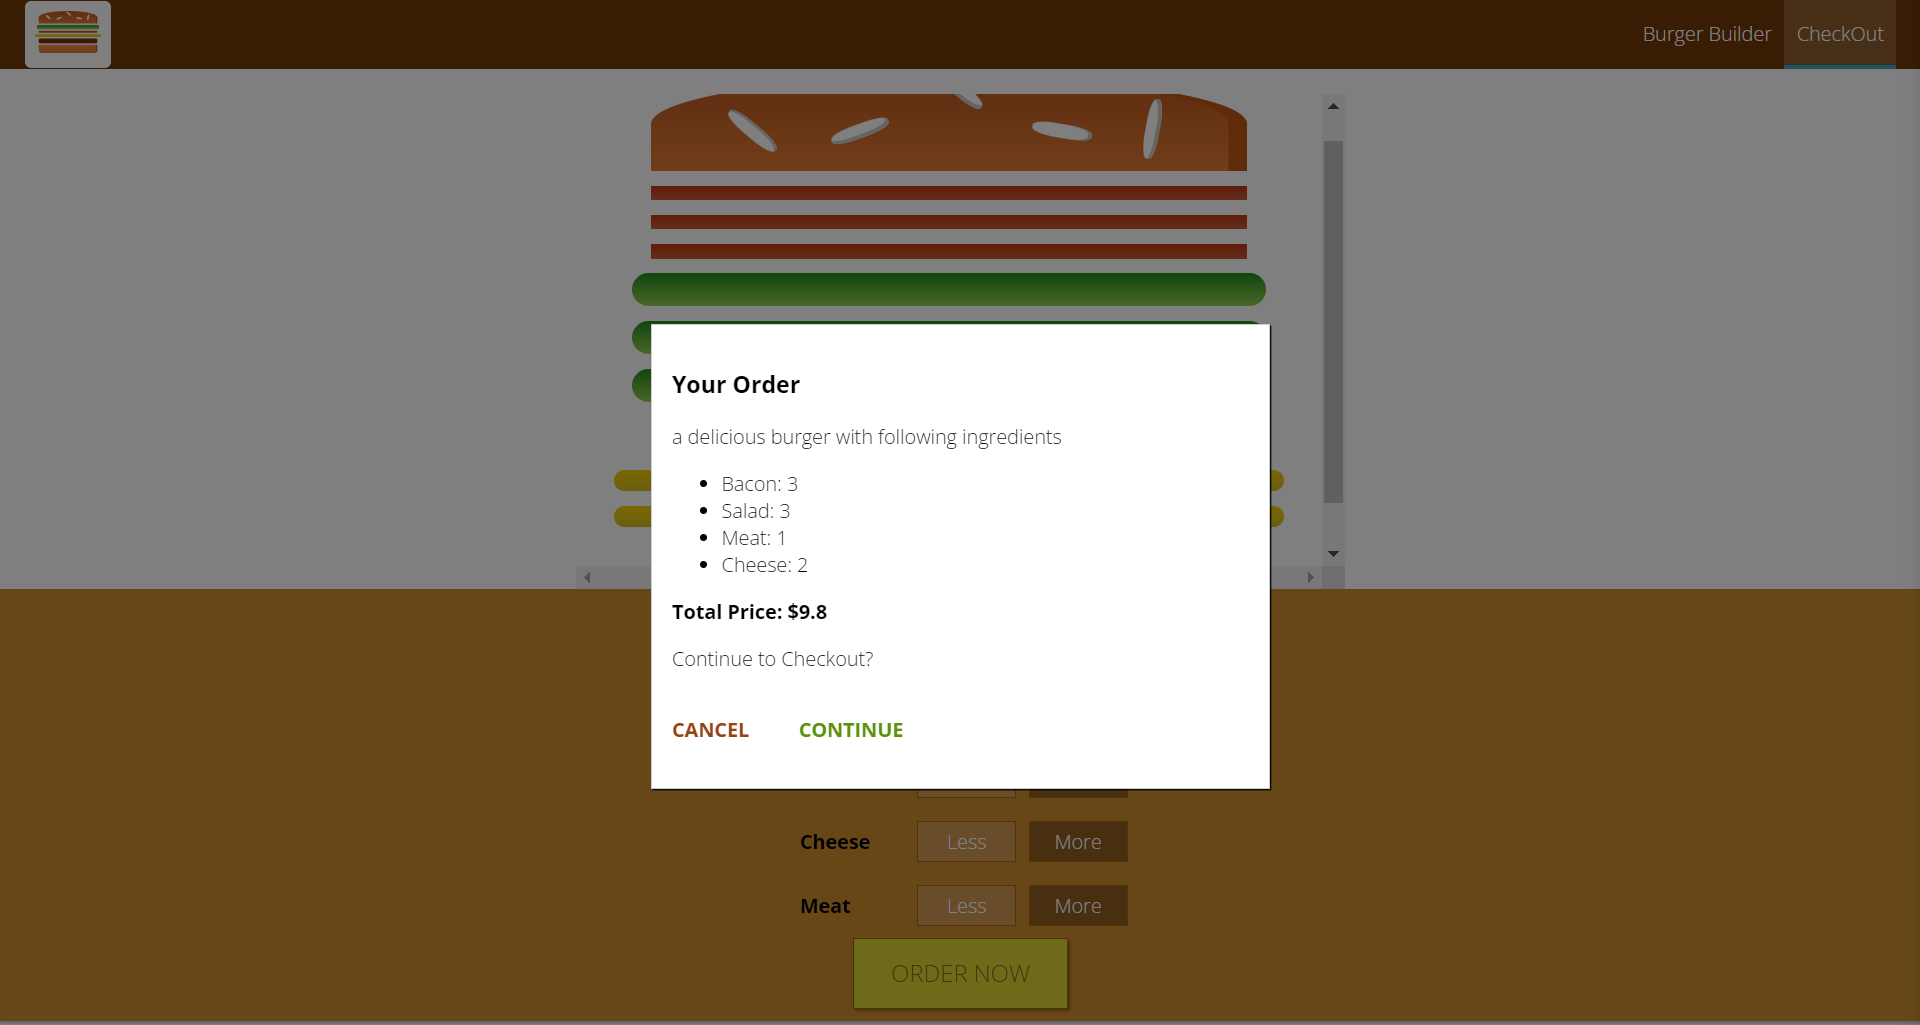 Burger Builder
CheckOut
Your Order
a delicious burger with following ingredients
Bacon: 3
Salad: 3
Meat: 1
Cheese: 2
Total Price: $9.8
Continue to Checkout?
CANCEL CONTINUE
Cheese Less More
Meat Less More
ORDER NOW